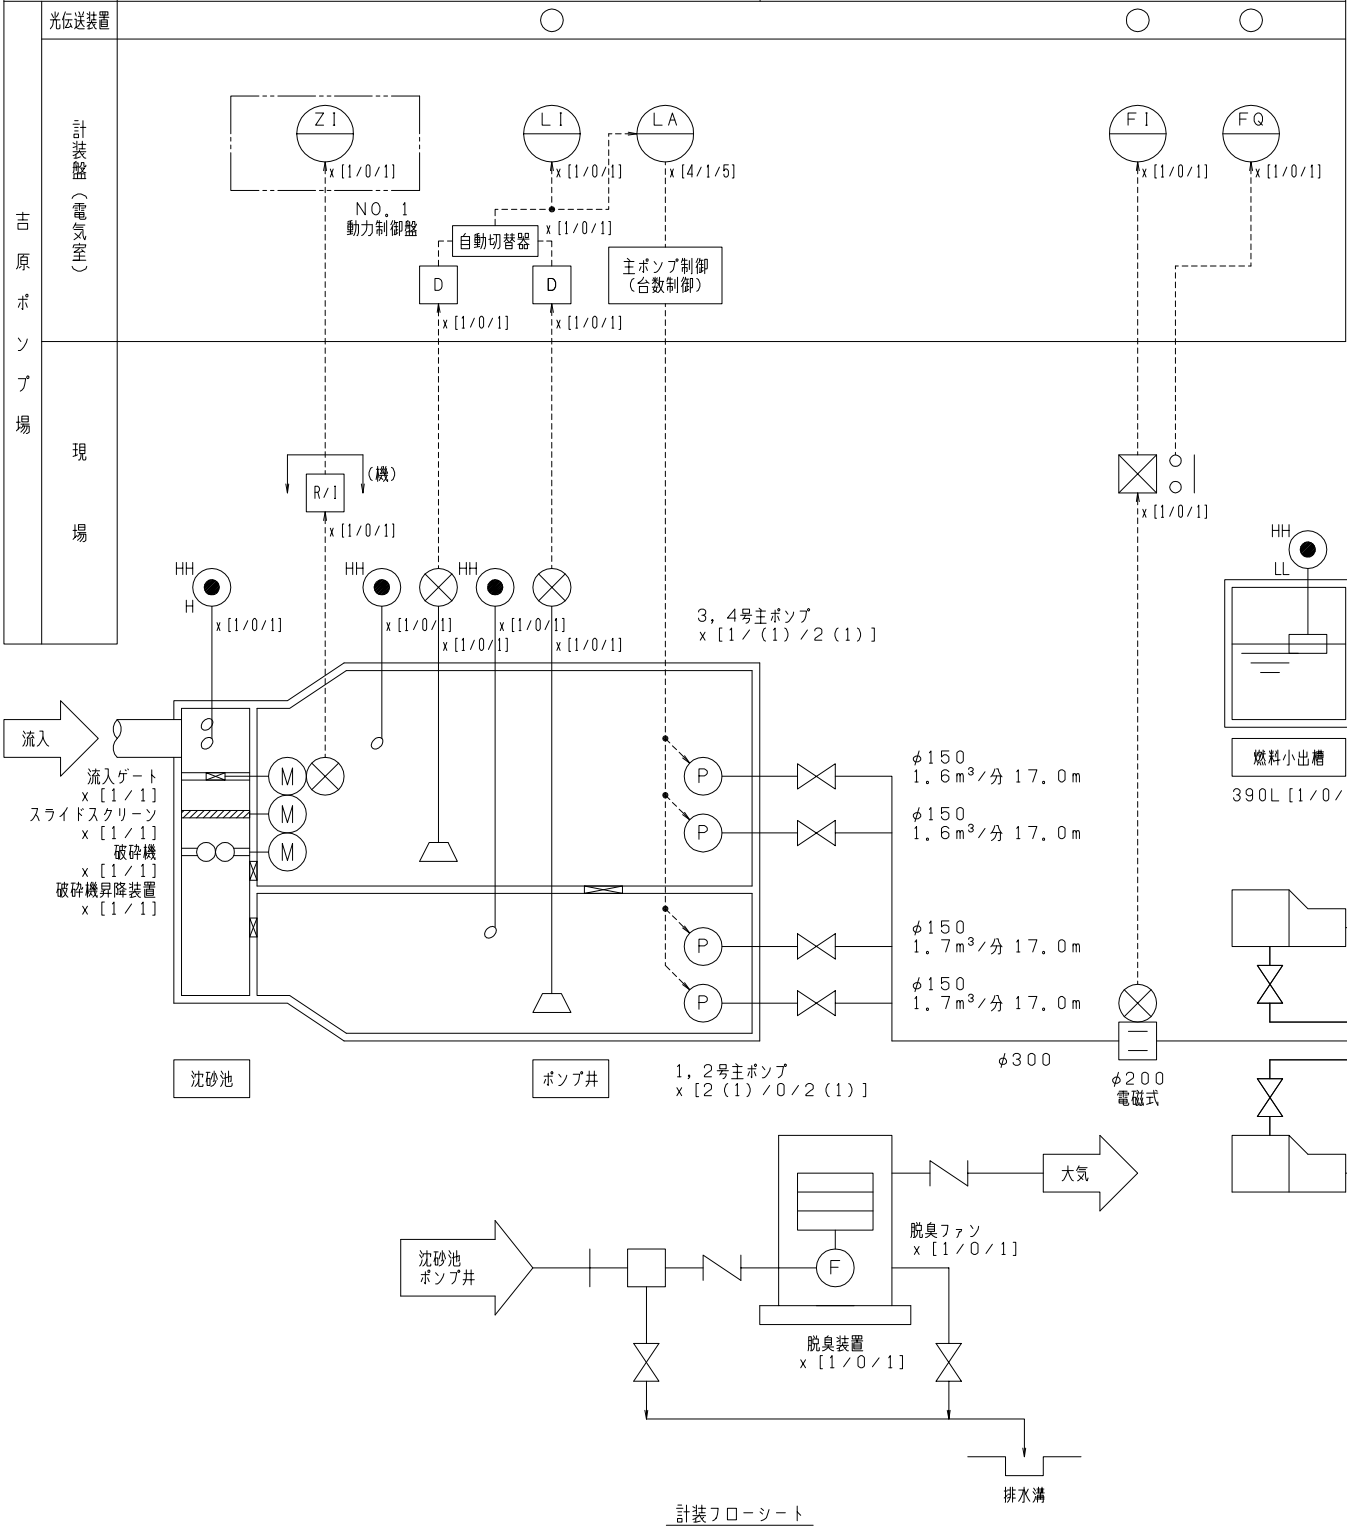 光伝送装置
吉原ポンプ場
計装盤（電気室）
現場
ZI
LI
LA
FI
FQ
x [1/0/1]
x [1/0/1]
x [4/1/5]
x [1/0/1]
x [1/0/1]
NO. 1
動力制御盤
x [1/0/1]
自動切替器
主ポンプ制御
（台数制御）
D
D
x [1/0/1]
x [1/0/1]
(機)
R/I
x [1/0/1]
x [1/0/1]
HH
H
x [1/0/1]
HH
x [1/0/1]
x [1/0/1]
HH
x [1/0/1]
x [1/0/1]
HH
LL
3, 4号主ポンプ
x [1/(1)/2(1)]
流入
流入ゲート
x [1/1]
スライドスクリーン
x [1/1]
破砕機
x [1/1]
破砕機昇降装置
x [1/1]
M
M
M
P
P
P
P
φ150
1.6m³/分 17.0m
φ150
1.6m³/分 17.0m
φ150
1.7m³/分 17.0m
φ150
1.7m³/分 17.0m
燃料小出槽
390L [1/0/
沈砂池
ポンプ井
1, 2号主ポンプ
x [2(1)/0/2(1)]
φ300
φ200
電磁式
大気
沈砂池
ポンプ井
F
脱臭ファン
x [1/0/1]
脱臭装置
x [1/0/1]
排水溝
計装フローシート